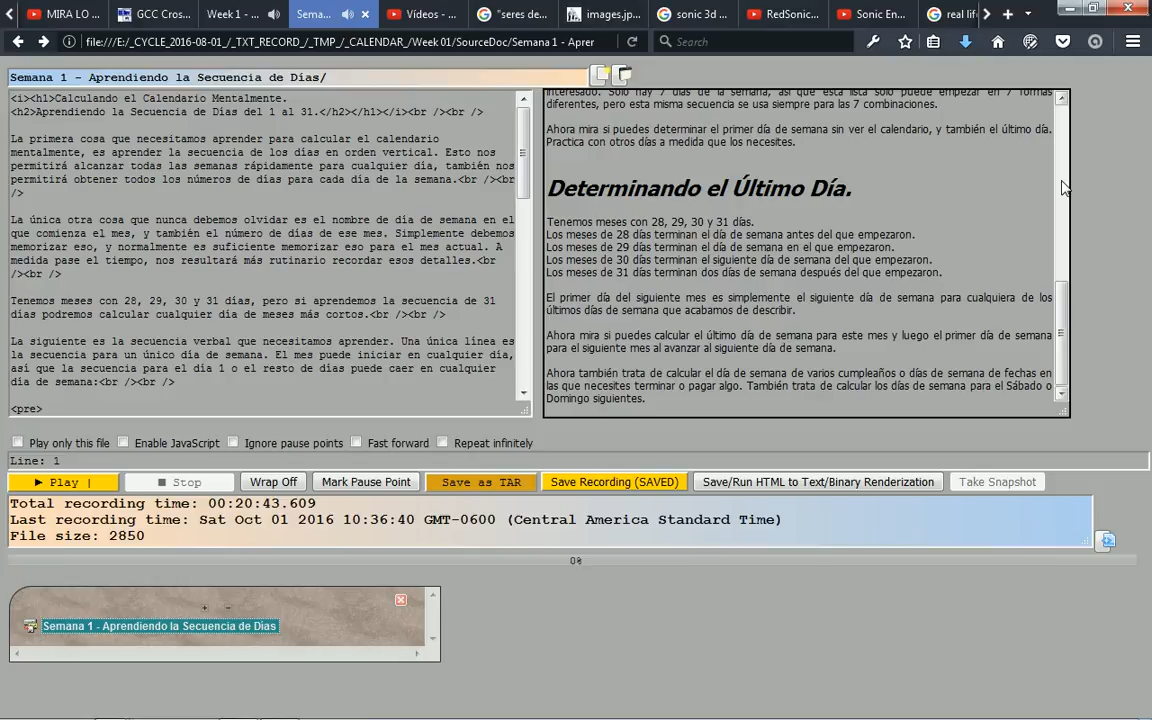 MIRA LO ...
GCC Cros...
Week 1 - ...
Sema...
Vídeos - ...
"seres de...
images.jp...
sonic 3d ...
RedSonic...
Sonic En...
real life
file:///E:/_CYCLE_2016-08-01/_TXT_RECORD/_TMP_/_CALENDAR_/Week 01/SourceDoc/Semana 1 - Aprer
Search
Semana 1 - Aprendiendo la Secuencia de Días/
<i><h1>Calculando el Calendario Mentalmente.
<h2>Aprendiendo la Secuencia de Días del 1 al 31.</h2></h1></i><br /><br />
La primera cosa que necesitamos aprender para calcular el calendario
mentalmente, es aprender la secuencia de los días en orden vertical. Esto nos
permitirá alcanzar todas las semanas rápidamente para cualquier día, también nos
permitirá obtener todos los números de días para cada día de la semana.<br /><br
/>
La única otra cosa que nunca debemos olvidar es el nombre de día de semana en el
que comienza el mes, y también el número de días de ese mes. Simplemente debemos
memorizar eso, y normalmente es suficiente memorizar eso para el mes actual. A
medida pase el tiempo, nos resultará más rutinario recordar esos detalles.<br
/><br />
Tenemos meses con 28, 29, 30 y 31 días, pero si aprendemos la secuencia de 31
días podremos calcular cualquier día de meses más cortos.<br /><br />
La siguiente es la secuencia verbal que necesitamos aprender. Una única línea es
la secuencia para un único día de semana. El mes puede iniciar en cualquier día,
así que la secuencia para el día 1 o el resto de días puede caer en cualquier
día de semana:<br /><br />
<pre>
interesado. Solo hay 7 días de la semana, así que esta lista solo puede empezar en 7 formas
diferentes, pero esta misma secuencia se usa siempre para las 7 combinaciones.
Ahora mira si puedes determinar el primer día de semana sin ver el calendario, y también el último día.
Practica con otros días a medida que los necesites.
Determinando el Último Día.
Tenemos meses con 28, 29, 30 y 31 días.
Los meses de 28 días terminan el día de semana antes del que empezaron.
Los meses de 29 días terminan el día de semana en el que empezaron.
Los meses de 30 días terminan el siguiente día de semana del que empezaron.
Los meses de 31 días terminan dos días de semana después del que empezaron.
El primer día del siguiente mes es simplemente el siguiente día de semana para cualquiera de los
últimos días de semana que acabamos de describir.
Ahora mira si puedes calcular el último día de semana para este mes y luego el primer día de semana
para el siguiente mes al avanzar al siguiente día de semana.
Ahora también trata de calcular el día de semana de varios cumpleaños o días de semana de fechas en
las que necesites terminar o pagar algo. También trata de calcular los días de semana para el Sábado o
Domingo siguientes.
Play only this file
Enable JavaScript
Ignore pause points
Fast forward
Repeat infinitely
Line: 1
Play |
Stop
Wrap Off
Mark Pause Point
Save as TAR
Save Recording (SAVED)
Save/Run HTML to Text/Binary Renderization
Take Snapshot
Total recording time: 00:20:43.609
Last recording time: Sat Oct 01 2016 10:36:40 GMT-0600 (Central America Standard Time)
File size: 2850
0%
+ -
Semana 1 - Aprendiendo la Secuencia de Días